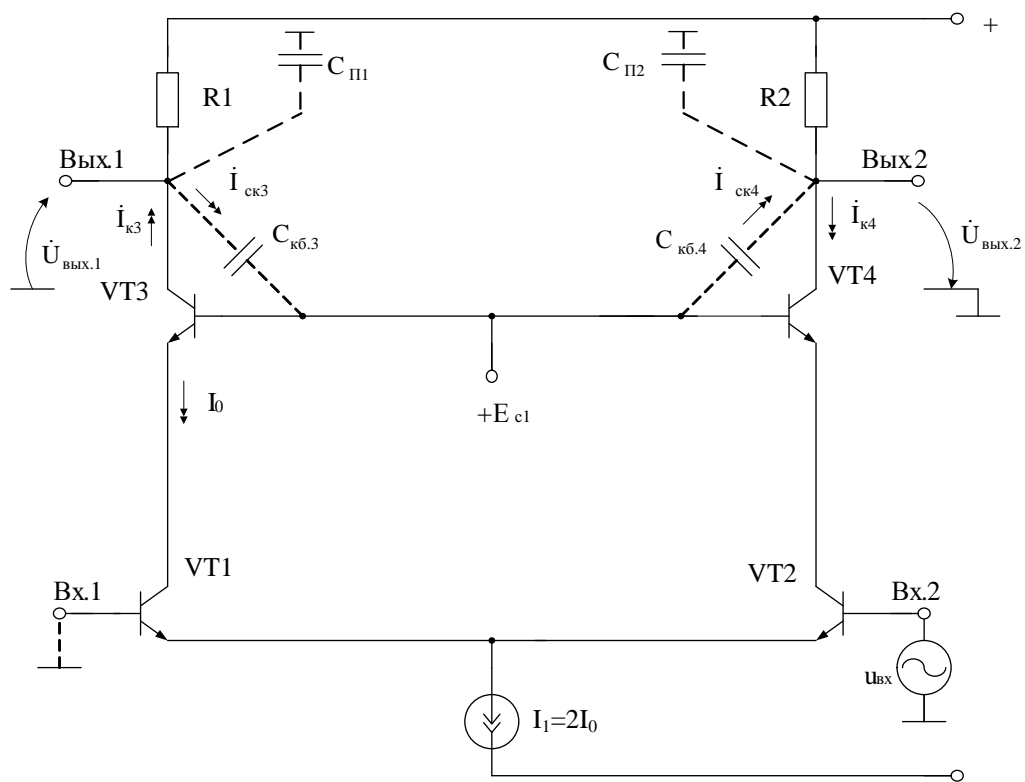 +
C П1
C П2
R1
R2
Вых.1
Вых.2
İ ск3
İ ск4
İк3
İк4
C кб.3
C кб.4
U̇вых.1
U̇вых.2
VT3
VT4
I0
+E c1
VT1
VT2
Вх.1
Вх.2
uвх
I1=2I0